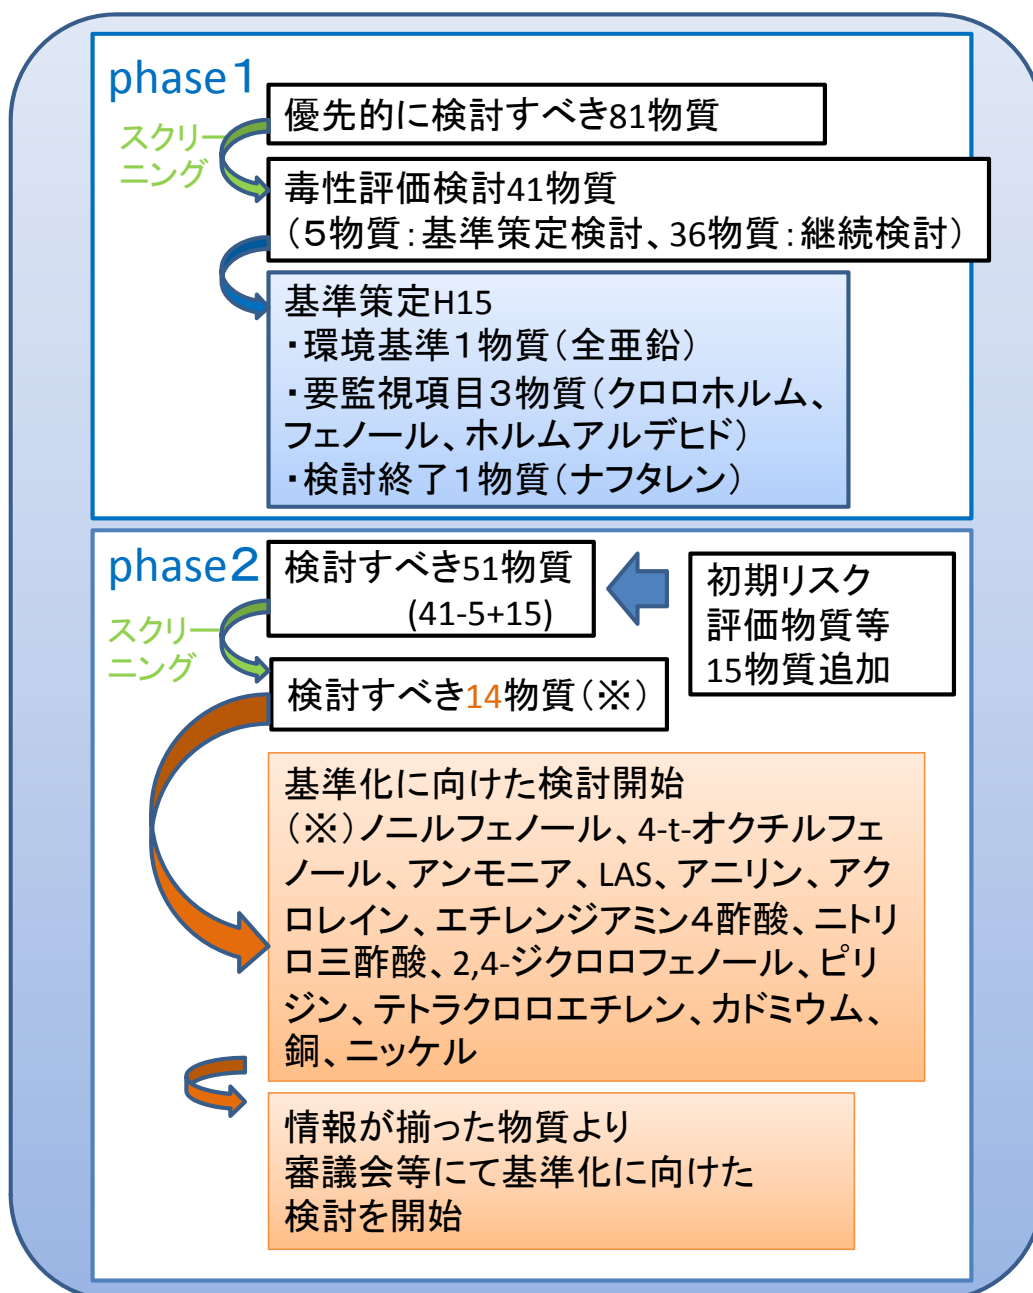 phase１
スクリー
ニング
優先的に検討すべき81物質
毒性評価検討41物質
（５物質：基準策定検討、36物質：継続検討）
基準策定H15
・環境基準１物質（全亜鉛）
・要監視項目３物質（クロロホルム、
フェノール、ホルムアルデヒド）
・検討終了１物質（ナフタレン）
phase２
スクリー
ニング
検討すべき51物質
(41-5+15)
初期リスク
評価物質等
15物質追加
検討すべき14物質（※）
基準化に向けた検討開始
（※）ノニルフェノール、4-t-オクチルフェ
ノール、アンモニア、LAS、アニリン、アク
ロレイン、エチレンジアミン４酢酸、ニトリ
ロ三酢酸、2,4-ジクロロフェノール、ピリ
ジン、テトラクロロエチレン、カドミウム、
銅、ニッケル
情報が揃った物質より
審議会等にて基準化に向けた
検討を開始